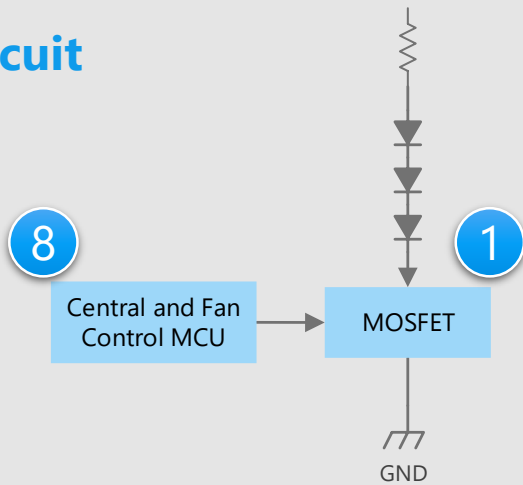 cuit
8
1
Central and Fan
Control MCU
MOSFET
GND